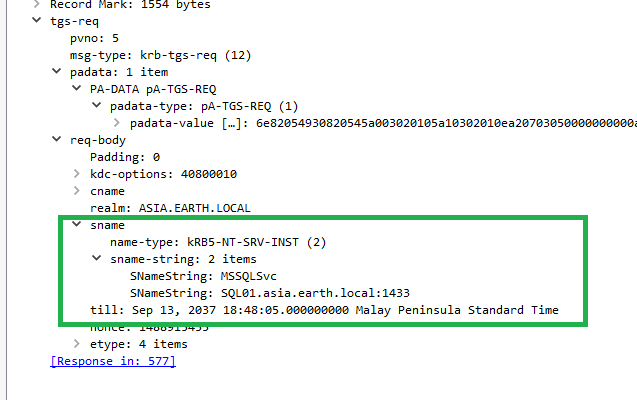 Record Mark: 1554 bytes
tgs-req
pvno: 5
msg-type: krb-tgs-req (12)
padata: 1 item
PA-DATA pA-TGS-REQ
padata-type: pA-TGS-REQ (1)
padata-value […]: 6e82054930820545a003020105a10302010ea20703050000000000a
req-body
Padding: 0
kdc-options: 40800010
cname
realm: ASIA.EARTH.LOCAL
sname
name-type: kRB5-NT-SRV-INST (2)
sname-string: 2 items
SNameString: MSSQLSvc
SNameString: SQL01.asia.earth.local:1433
till: Sep 13, 2037 18:48:05.000000000 Malay Peninsula Standard Time
nonce: 1488915455
etype: 4 items
[Response in: 577]